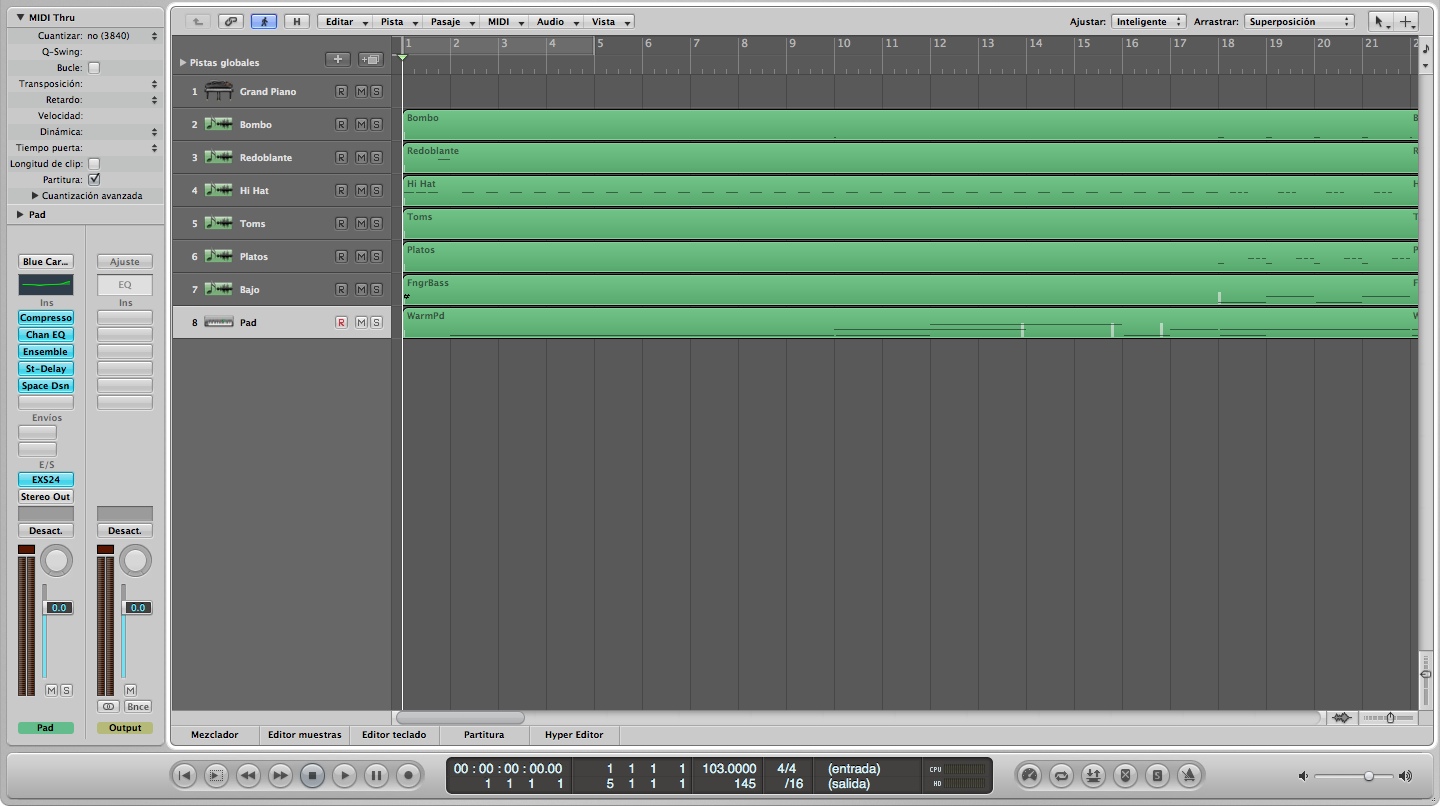 MIDI Thru
Cuantizar: no (3840)
Q-Swing:
Bucle:
Transposición:
Retardo:
Velocidad:
Dinámica:
Tiempo puerta:
Longitud de clip:
Partitura:
Cuantización avanzada
Pad
Blue Car... Ajuste
EQ
Ins Ins
Compresso
Chan EQ
Ensemble
St-Delay
Space Dsn
Envíos
E/S
EXS24
Stereo Out
Desact. Desact.
0.0 0.0
M S M
Bnce
Pad Output
H Editar Pista Pasaje MIDI Audio Vista Ajustar: Inteligente Arrastrar: Superposición
1 2 3 4 5 6 7 8 9 10 11 12 13 14 15 16 17 18 19 20 21 2
Pistas globales
1 Grand Piano R M S
2 Bombo R M S Bombo B
3 Redoblante R M S Redoblante R
4 Hi Hat R M S Hi Hat H
5 Toms R M S Toms T
6 Platos R M S Platos P
7 Bajo R M S FngrBass F
8 Pad R M S WarmPd W
Mezclador Editor muestras Editor teclado Partitura Hyper Editor
00 : 00 : 00 : 00.00 1 1 1 1 103.0000 4/4 (entrada) CPU
1 1 1 1 5 1 1 1 145 /16 (salida) HD
S